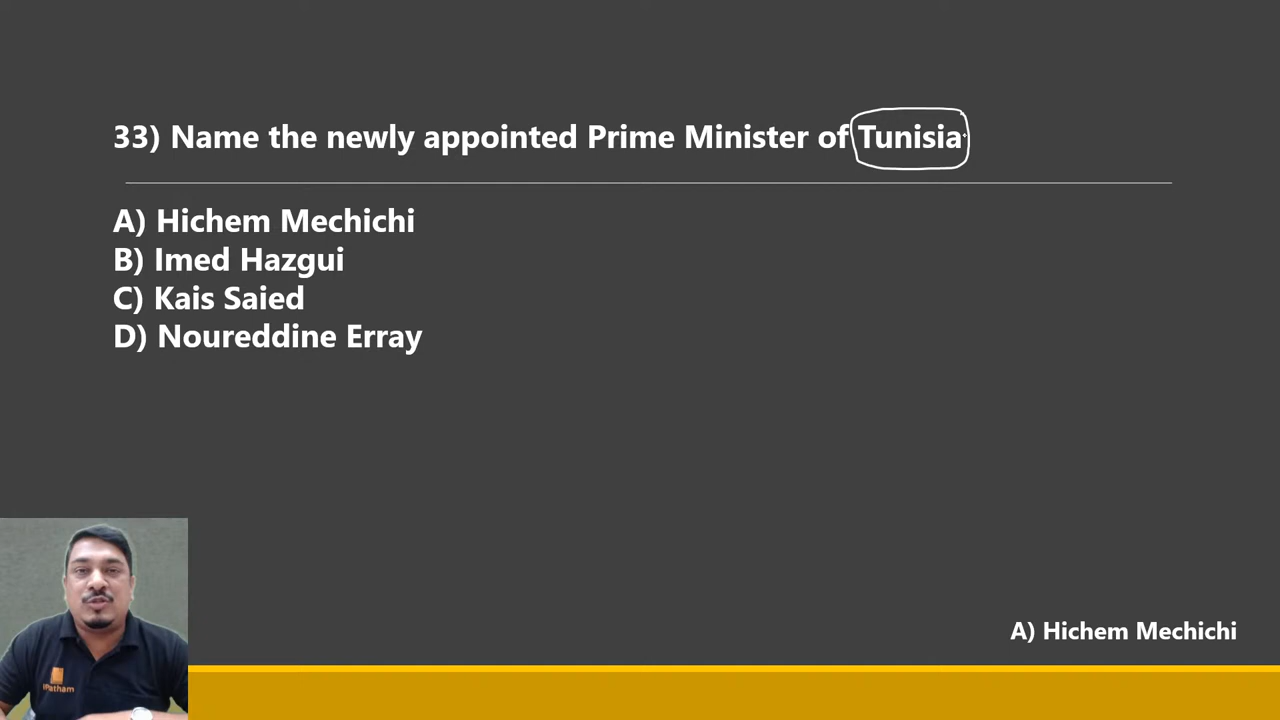 33) Name the newly appointed Prime Minister of Tunisia
A) Hichem Mechichi
B) Imed Hazgui
C) Kais Saied
D) Noureddine Erray
A) Hichem Mechichi